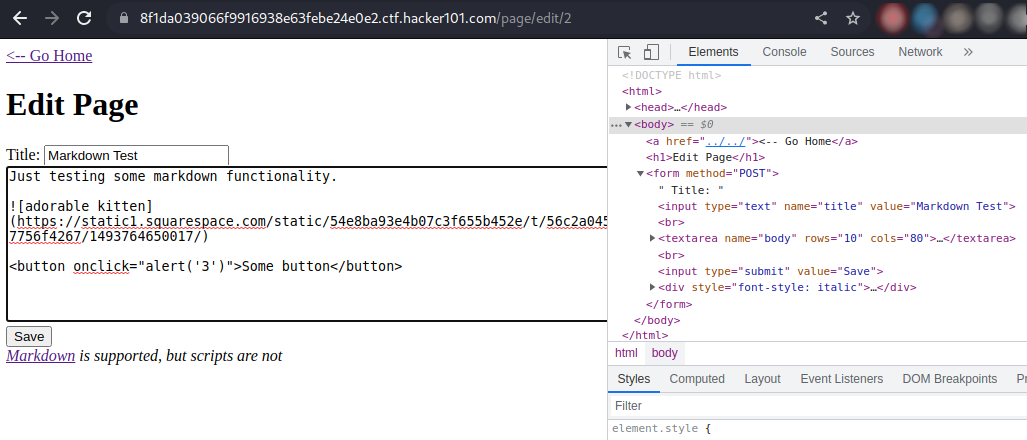 8f1da039066f9916938e63febe24e0e2.ctf.hacker101.com/page/edit/2
<-- Go Home
Edit Page
Title: Markdown Test
Just testing some markdown functionality.
![adorable kitten]
(https://static1.squarespace.com/static/54e8ba93e4b07c3f655b452e/t/56c2a045
7756f4267/1493764650017/)
<button onclick="alert('3')">Some button</button>
Save
Markdown is supported, but scripts are not
Elements Console Sources Network »
<!DOCTYPE html>
<html>
<head>…</head>
<body> == $0
<a href="../../"><-- Go Home</a>
<h1>Edit Page</h1>
<form method="POST">
" Title: "
<input type="text" name="title" value="Markdown Test">
<br>
<textarea name="body" rows="10" cols="80">…</textarea>
<br>
<input type="submit" value="Save">
<div style="font-style: italic">…</div>
</form>
</body>
</html>
html body
Styles Computed Layout Event Listeners DOM Breakpoints
Filter
element.style {